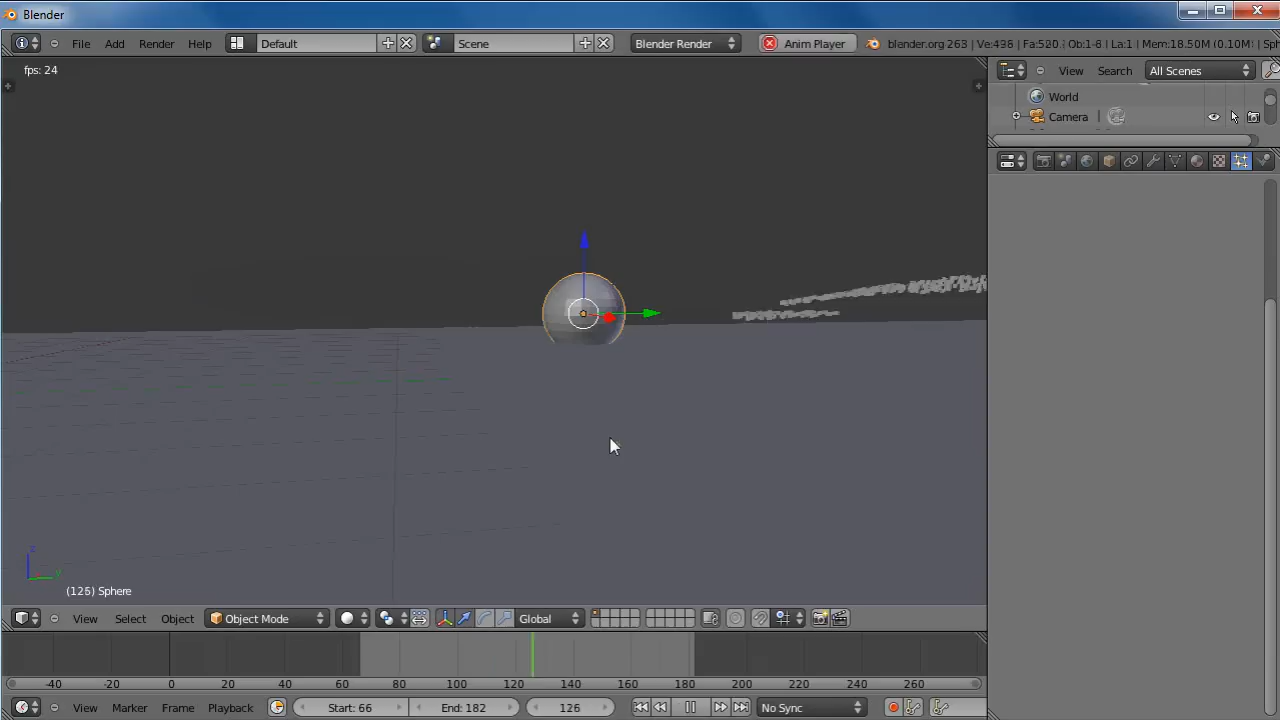 Blender
File Add Render Help Default Scene Blender Render Anim Player blender.org 263 | Ve:498 | Fa:520 | Ob:1-6 | La:1 | Mem:18.50M (0.10M) | Sph
fps: 24
View Search All Scenes
World
Camera
z
y
(126) Sphere
View Select Object Object Mode Global
-40 -20 0 20 40 60 80 100 120 140 160 180 200 220 240 260
View Marker Frame Playback Start: 66 End: 182 126 No Sync